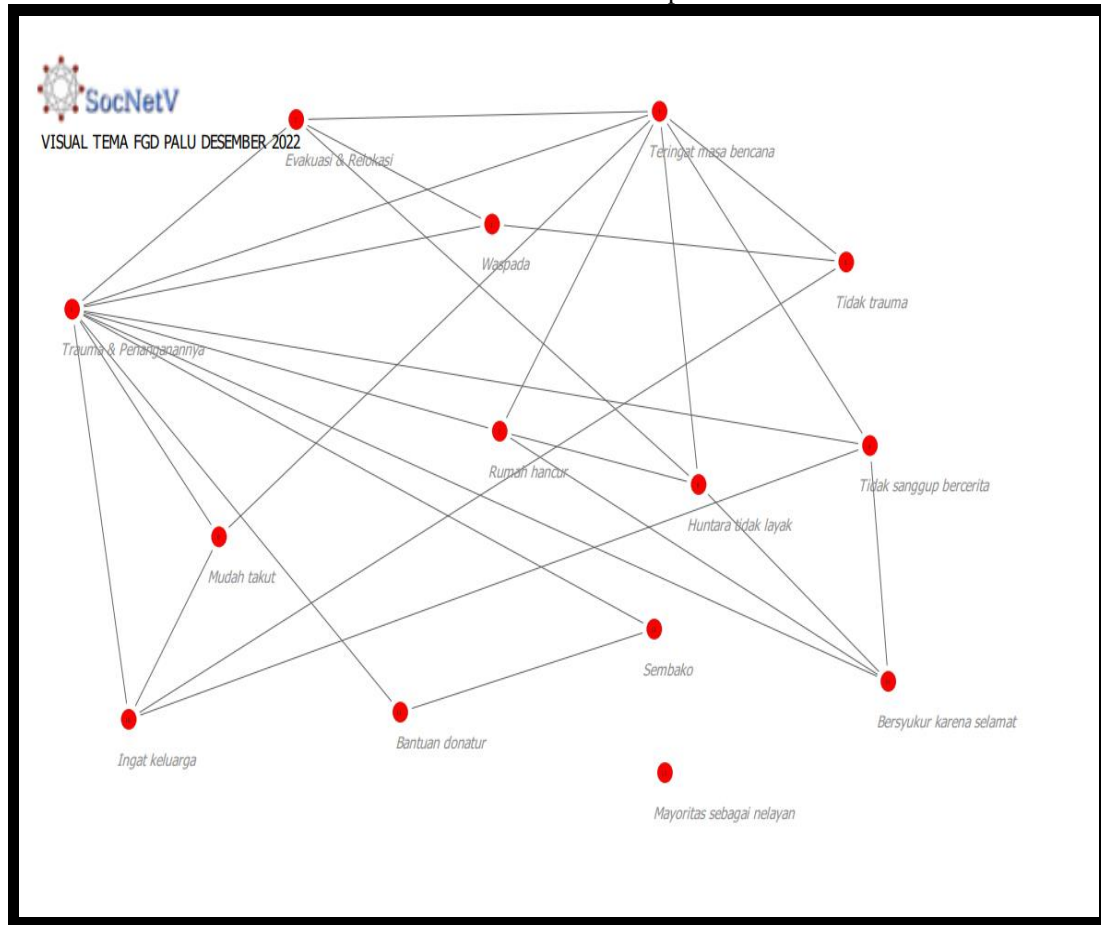 SocNetV
VISUAL TEMA FGD PALU DESEMBER 2022
Evakuasi & Relokasi
Teringat masa bencana
Waspada
Tidak trauma
Trauma & Penanganannya
Rumah hancur
Tidak sanggup bercerita
Huntara tidak layak
Mudah takut
Sembako
Bersyukur karena selamat
Bantuan donatur
Ingat keluarga
Mayoritas sebagai nelayan